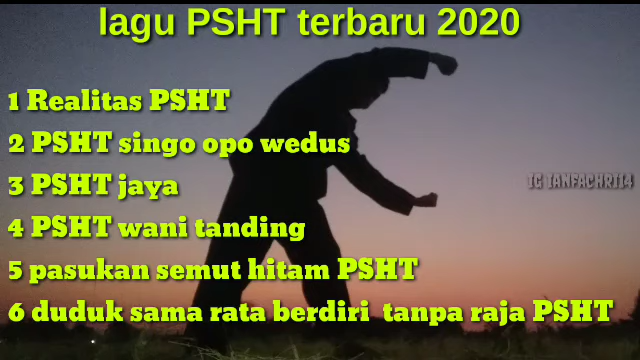 lagu PSHT terbaru 2020
1 Realitas PSHT
2 PSHT singo opo wedus
3 PSHT jaya
IG IANFACHRI14
4 PSHT wani tanding
5 pasukan semut hitam PSHT
6 duduk sama rata berdiri tanpa raja PSHT